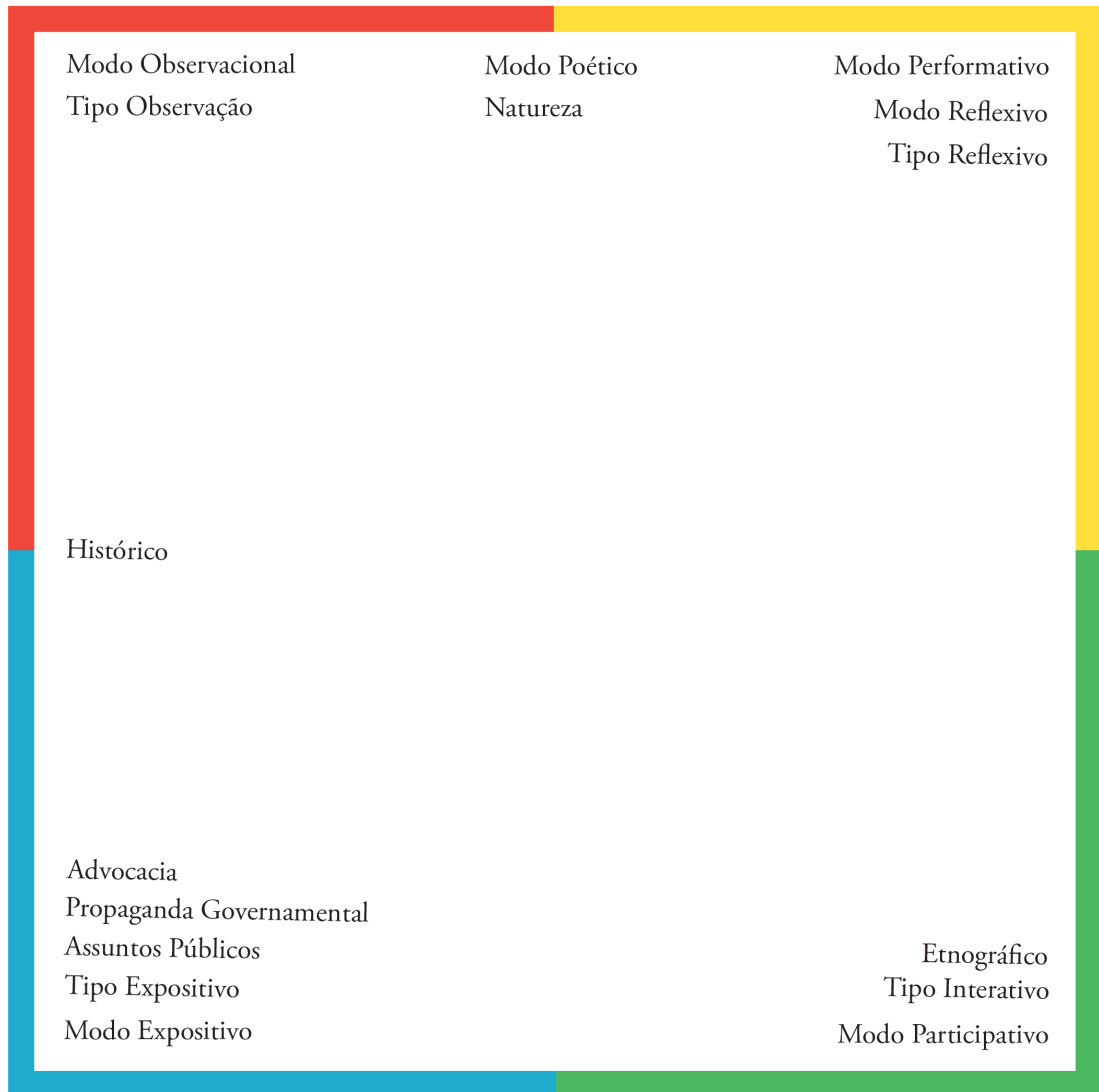 Modo Observacional
Tipo Observação
Modo Poético
Natureza
Modo Performativo
Modo Reflexivo
Tipo Reflexivo
Histórico
Advocacia
Propaganda Governamental
Assuntos Públicos
Tipo Expositivo
Modo Expositivo
Etnográfico
Tipo Interativo
Modo Participativo